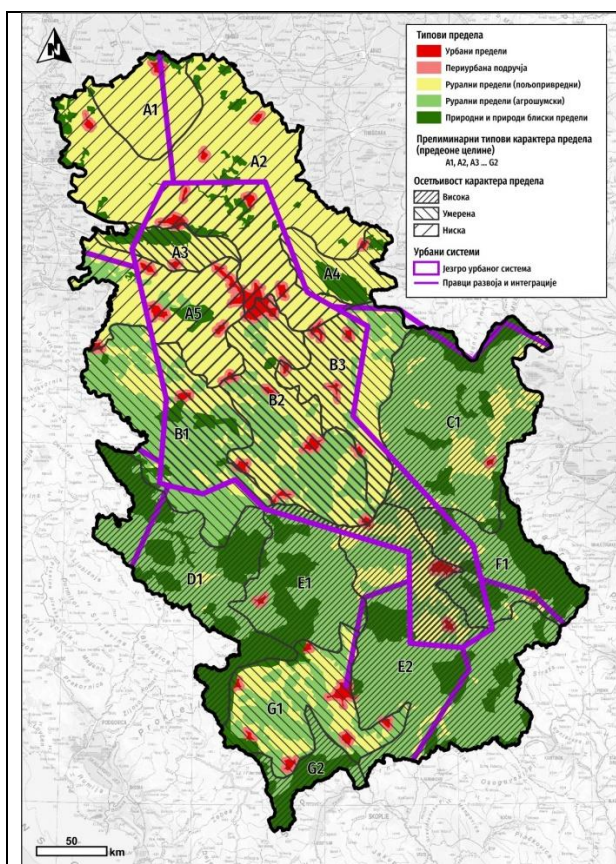 N
Типови предела
Урбани предели
Периурбана подручја
Рурални предели (пољопривредни)
Рурални предели (агрошумски)
Природни и природи блиски предели
Прелиминарни типови карактера предела
(предеоне целине)
A1, A2, A3 ... G2
Осетљивост карактера предела
Висока
Умерена
Ниска
Урбани системи
Језгро урбаног система
Правци развоја и интеграције
A1
A2
A3
A4
A5
B3
B2
B1
C1
F1
D1
E1
E2
G1
G2
PODGORICA
SKOPLJE
50
km